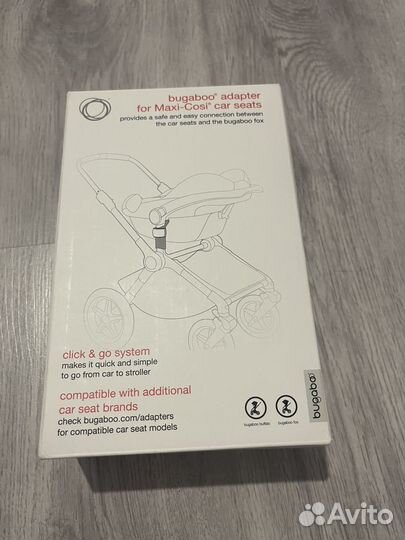 bugaboo® adapter
for Maxi-Cosi® car seats
provides a safe and easy connection between
the car seats and the bugaboo fox
click & go system
makes it quick and simple
to go from car to stroller
compatible with additional
car seat brands
check bugaboo.com/adapters
for compatible car seat models
bugaboo buffalo
bugaboo fox
bugaboo
Avito